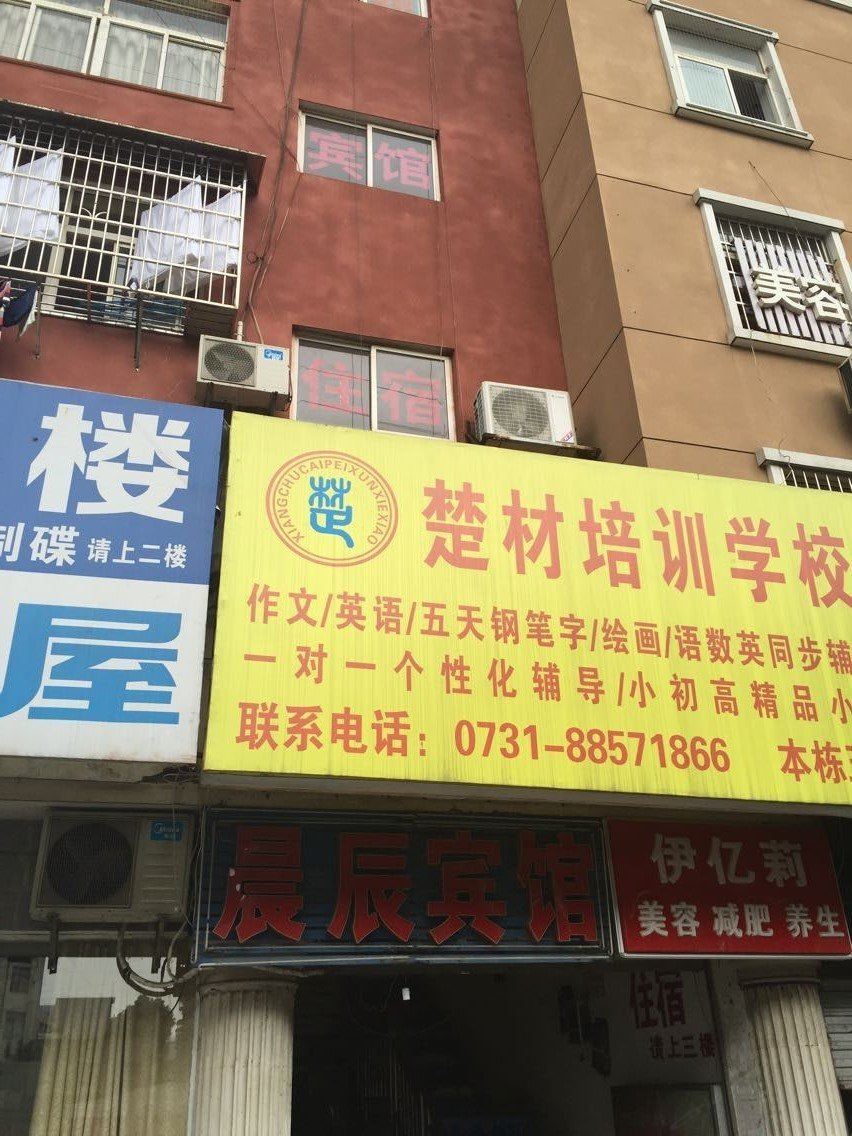 宾馆
美容
住宿
楼
制碟 请上二楼
屋
XIANGCHUCAIPEIXUNXIEXIAO
楚
楚材培训学校
作文/英语/五天钢笔字/绘画/语数英同步辅
一对一个性化辅导/小初高精品小
联系电话：0731-88571866 本栋三
Midea
晨辰宾馆
伊亿莉
美容 减肥 养生
住宿
请上三楼